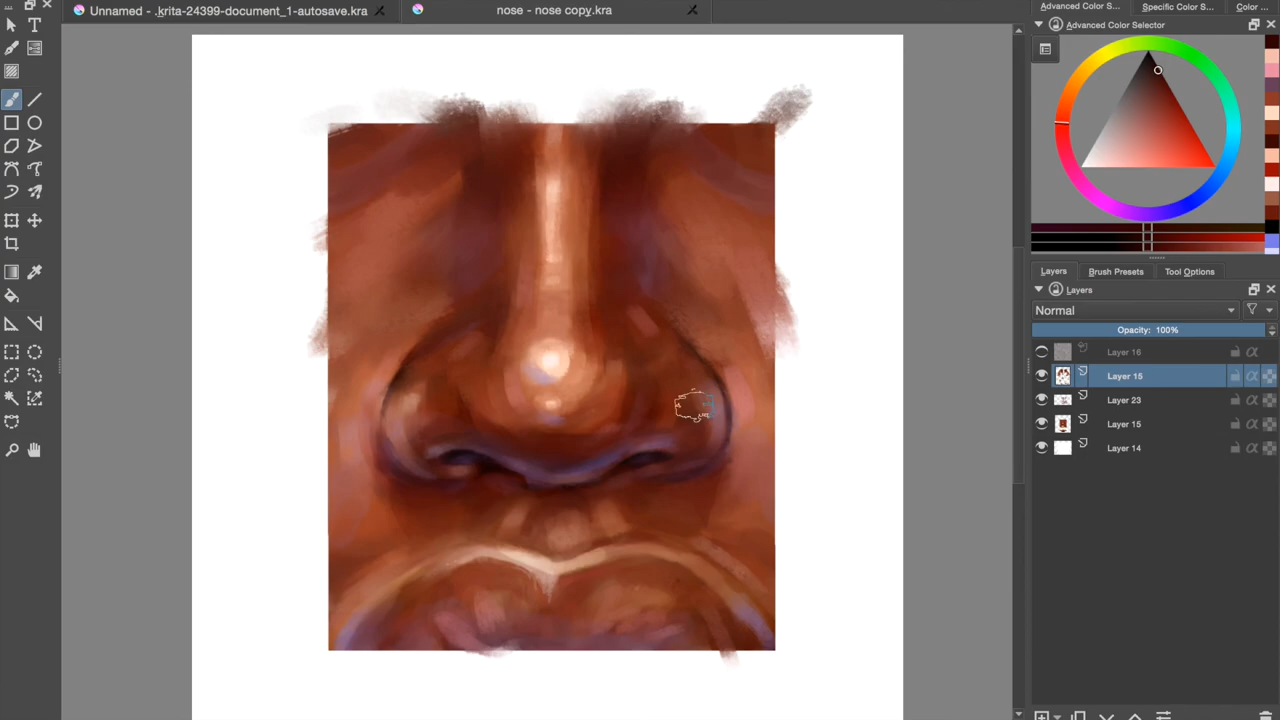 Unnamed - .krita-24399-document_1-autosave.kra
nose - nose copy.kra
Advanced Color S...
Specific Color S...
Color ...
Advanced Color Selector
Layers
Brush Presets
Tool Options
Layers
Normal
Opacity: 100%
Layer 16
Layer 15
Layer 23
Layer 15
Layer 14